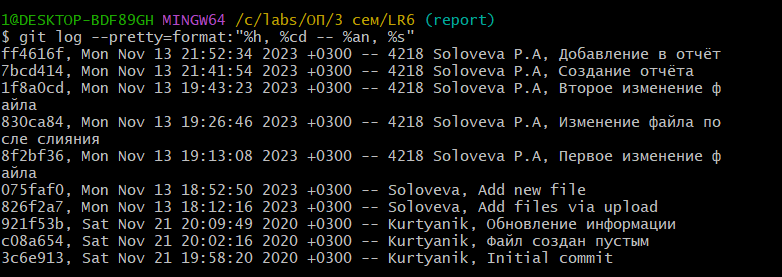 1@DESKTOP-BDF89GH MINGW64 /c/labs/ОП/3 сем/LR6 (report)
$ git log --pretty=format:"%h, %cd -- %an, %s"
ff4616f, Mon Nov 13 21:52:34 2023 +0300 -- 4218 Soloveva P.A, Добавление в отчёт
7bcd414, Mon Nov 13 21:41:54 2023 +0300 -- 4218 Soloveva P.A, Создание отчёта
1f8a0cd, Mon Nov 13 19:43:23 2023 +0300 -- 4218 Soloveva P.A, Второе изменение ф
айла
830ca84, Mon Nov 13 19:26:46 2023 +0300 -- 4218 Soloveva P.A, Изменение файла по
сле слияния
8f2bf36, Mon Nov 13 19:13:08 2023 +0300 -- 4218 Soloveva P.A, Первое изменение ф
айла
075faf0, Mon Nov 13 18:52:50 2023 +0300 -- Soloveva, Add new file
826f2a7, Mon Nov 13 18:12:16 2023 +0300 -- Soloveva, Add files via upload
921f53b, Sat Nov 21 20:09:49 2020 +0300 -- Kurtyanik, Обновление информации
c08a654, Sat Nov 21 20:02:16 2020 +0300 -- Kurtyanik, Файл создан пустым
3c6e913, Sat Nov 21 19:58:20 2020 +0300 -- Kurtyanik, Initial commit